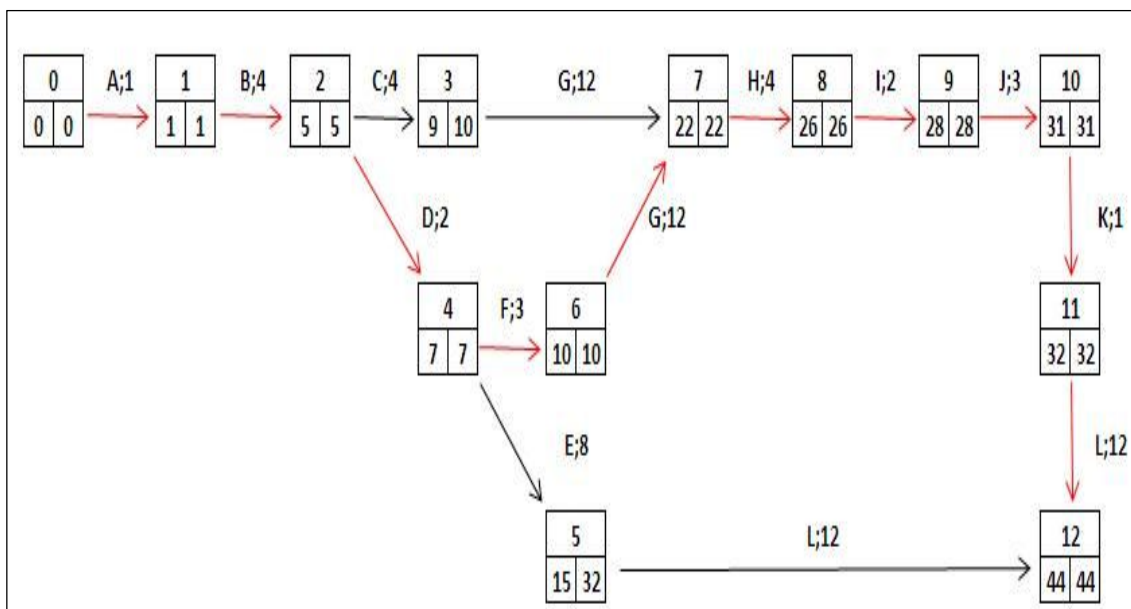 0 1 2 3 7 8 9 10
A;1 B;4 C;4 G;12 H;4 I;2 J;3
0 0 1 1 5 5 9 10 22 22 26 26 28 28 31 31
D;2 G;12 K;1
4 F;3 6 11
7 7 10 10 32 32
E;8 L;12
5 L;12 12
15 32 44 44